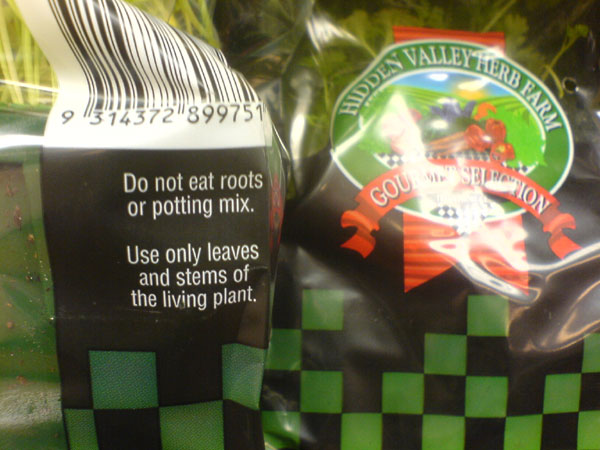 9 314372 899751
Do not eat roots
or potting mix.
Use only leaves
and stems of
the living plant.
HIDDEN VALLEY HERB FARM
GOURMET SELECTION